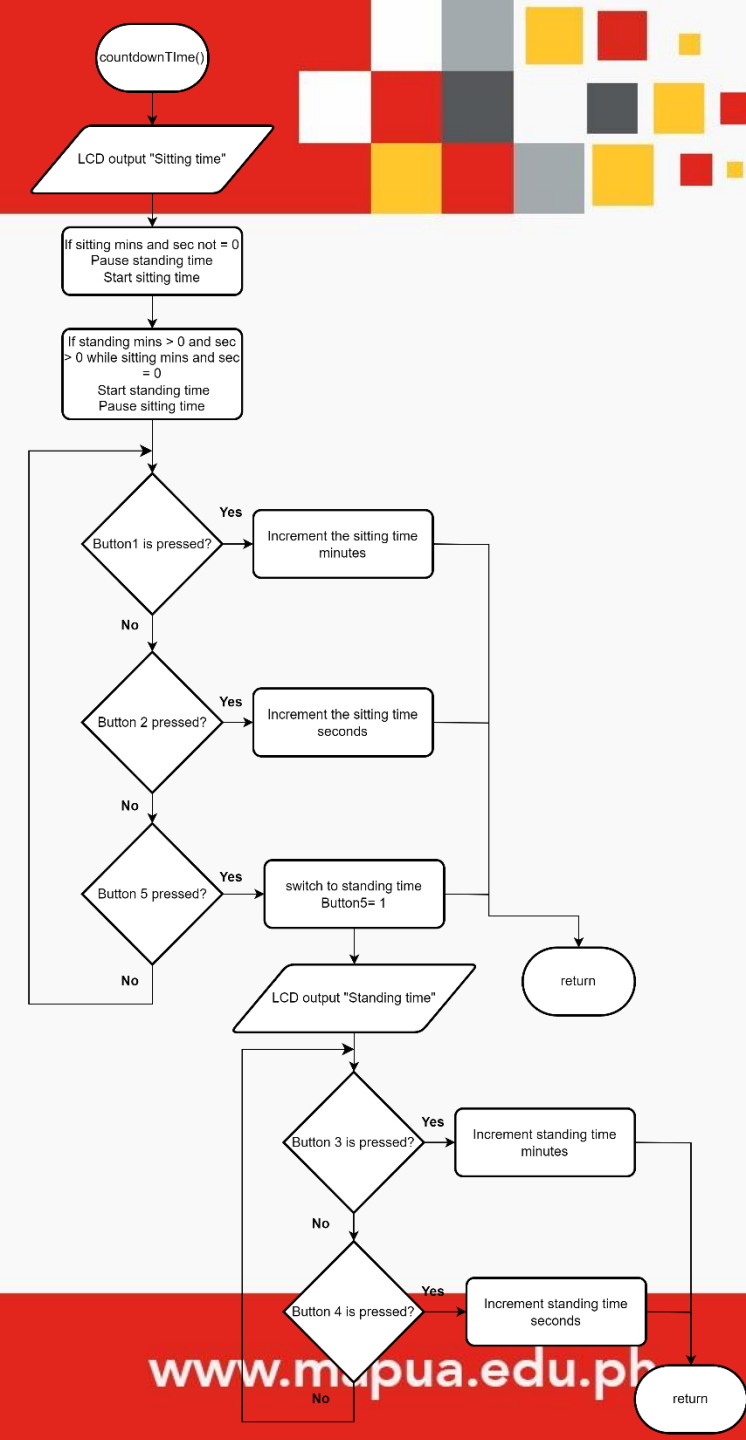 countdownTIme()
LCD output "Sitting time"
If sitting mins and sec not = 0
Pause standing time
Start sitting time
If standing mins > 0 and sec
> 0 while sitting mins and sec
= 0
Start standing time
Pause sitting time
Button1 is pressed?
Yes
Increment the sitting time
minutes
No
Button 2 pressed?
Yes
Increment the sitting time
seconds
No
Button 5 pressed?
Yes
switch to standing time
Button5= 1
No
return
LCD output "Standing time"
Button 3 is pressed?
Yes
Increment standing time
minutes
No
Button 4 is pressed?
Yes
Increment standing time
seconds
No
return
www.mapua.edu.ph